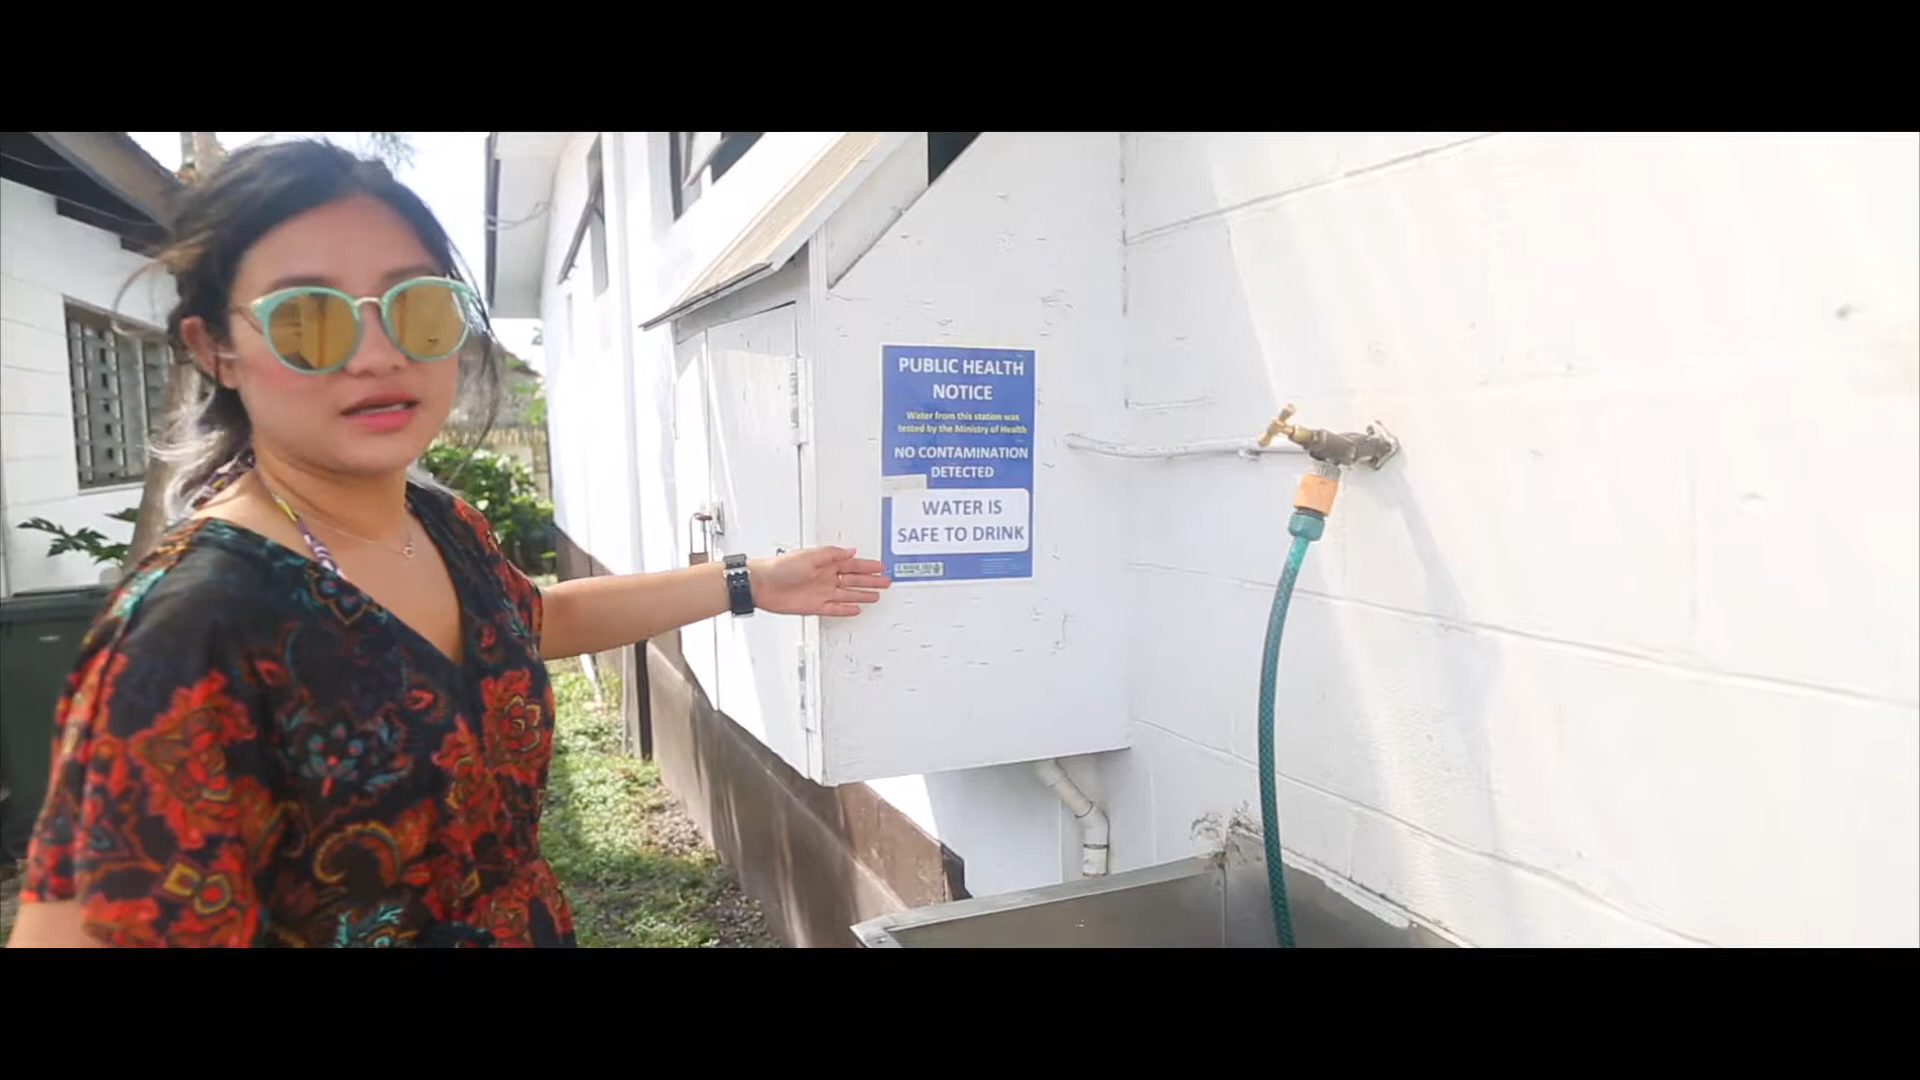 PUBLIC HEALTH
NOTICE
Water from this station was
tested by the Ministry of Health
NO CONTAMINATION
DETECTED
WATER IS
SAFE TO DRINK